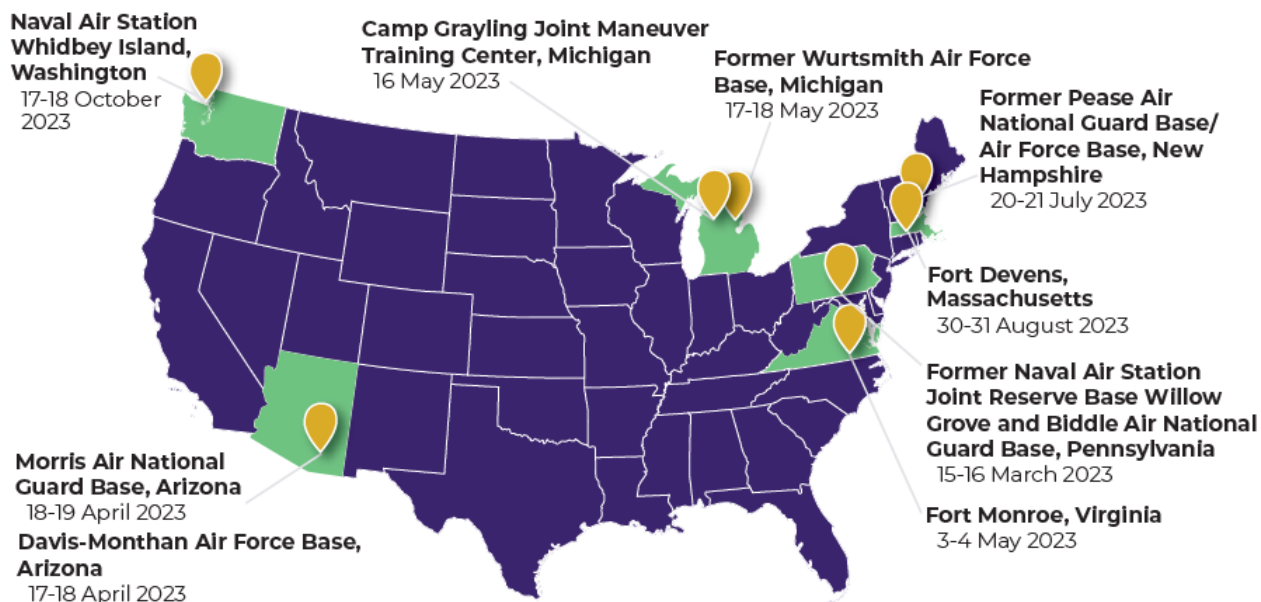 Naval Air Station
Whidbey Island,
Washington
17-18 October
2023
Camp Grayling Joint Maneuver
Training Center, Michigan
16 May 2023
Former Wurtsmith Air Force
Base, Michigan
17-18 May 2023
Former Pease Air
National Guard Base/
Air Force Base, New
Hampshire
20-21 July 2023
Fort Devens,
Massachusetts
30-31 August 2023
Former Naval Air Station
Joint Reserve Base Willow
Grove and Biddle Air National
Guard Base, Pennsylvania
15-16 March 2023
Fort Monroe, Virginia
3-4 May 2023
Morris Air National
Guard Base, Arizona
18-19 April 2023
Davis-Monthan Air Force Base,
Arizona
17-18 April 2023